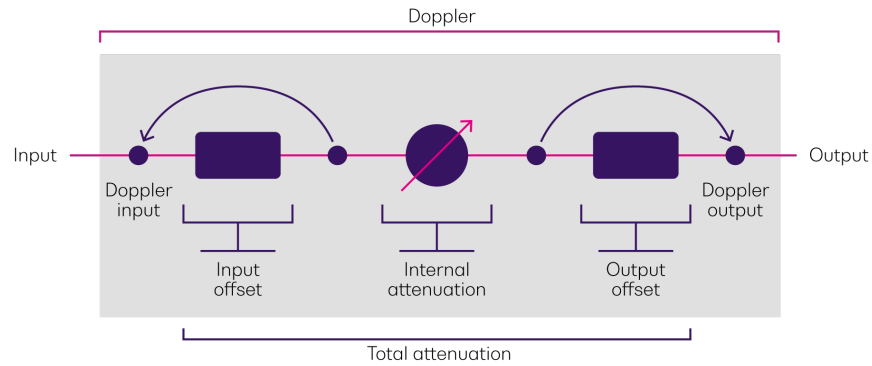 Doppler
Input
Output
Doppler
input
Doppler
output
Input
offset
Internal
attenuation
Output
offset
Total attenuation